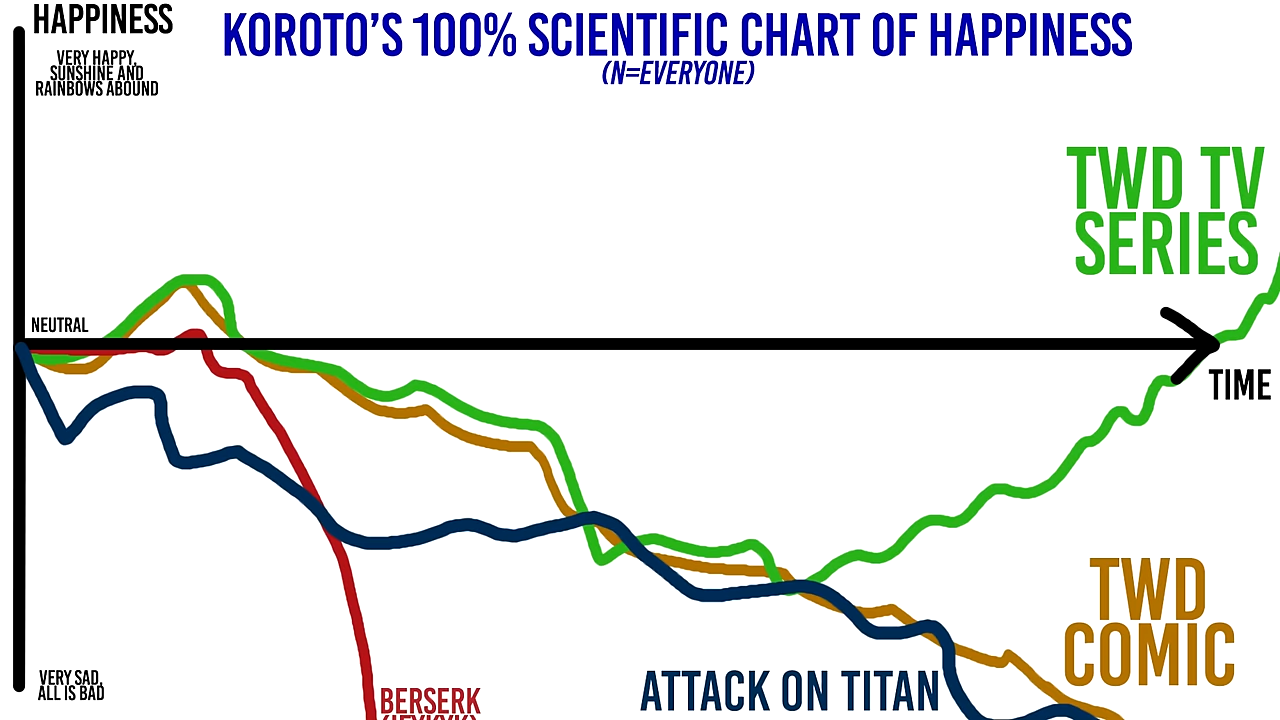 HAPPINESS
KOROTO'S 100% SCIENTIFIC CHART OF HAPPINESS
(N=EVERYONE)
VERY HAPPY,
SUNSHINE AND
RAINBOWS ABOUND
TWD TV
SERIES
NEUTRAL
TIME
TWD
COMIC
VERY SAD,
ALL IS BAD
ATTACK ON TITAN
BERSERK
(IFYKYK)